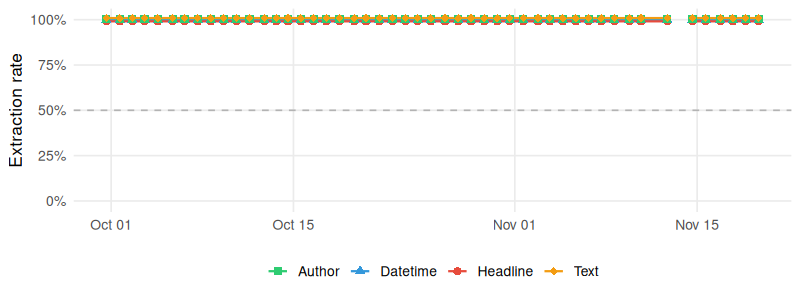 Extraction rate
100%
75%
50%
25%
0%
Oct 01 Oct 15 Nov 01 Nov 15
Author Datetime Headline Text